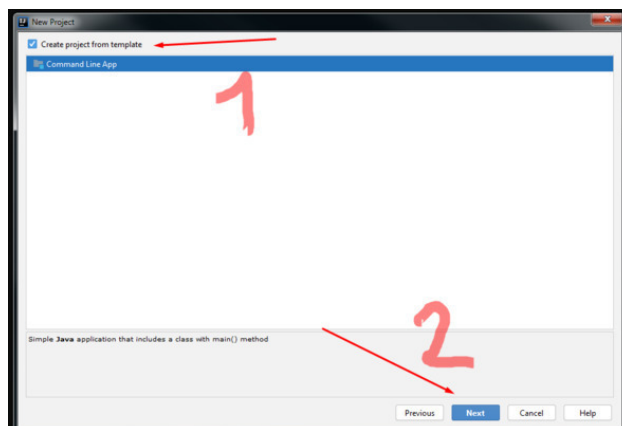 New Project
Create project from template
Command Line App
1
2
Simple Java application that includes a class with main() method
Previous Next Cancel Help